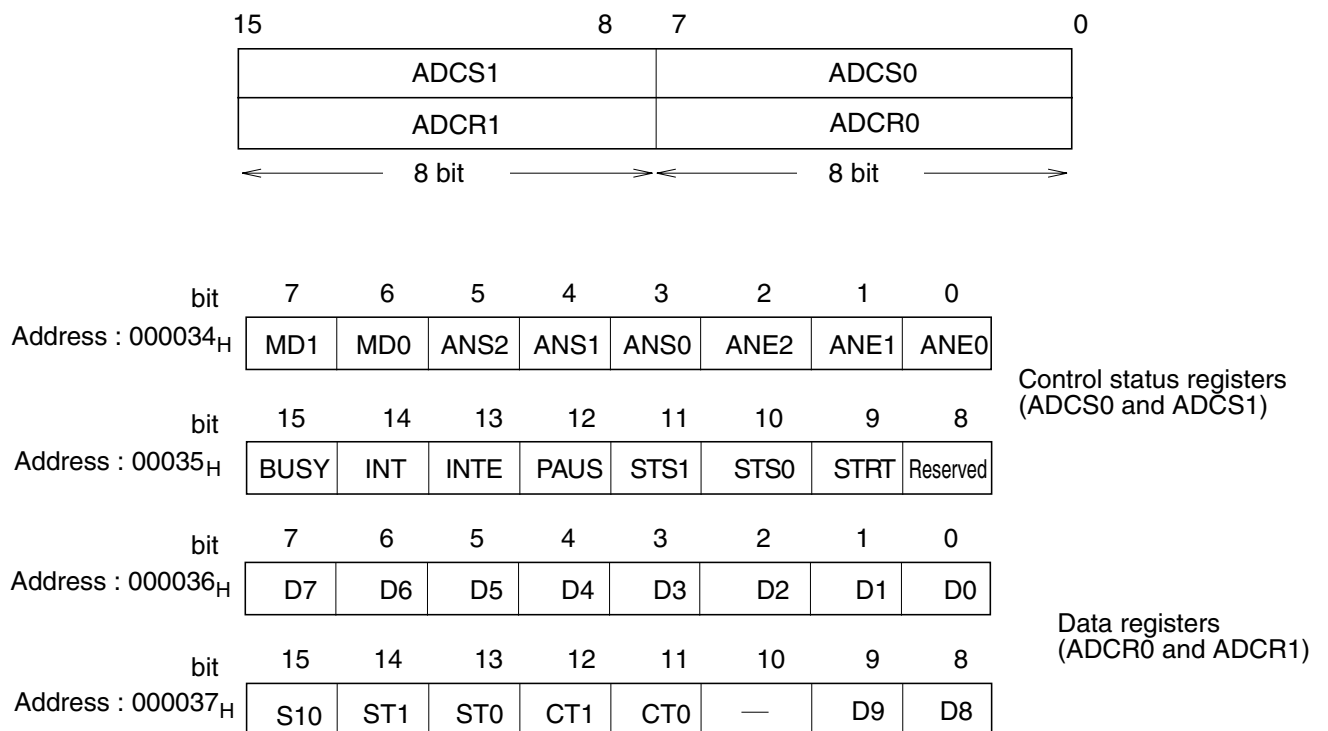 15 8 7 0
ADCS1 ADCS0
ADCR1 ADCR0
8 bit 8 bit
bit 7 6 5 4 3 2 1 0
Address : 000034H MD1 MD0 ANS2 ANS1 ANS0 ANE2 ANE1 ANE0
Control status registers
(ADCS0 and ADCS1)
bit 15 14 13 12 11 10 9 8
Address : 00035H BUSY INT INTE PAUS STS1 STS0 STRT Reserved
bit 7 6 5 4 3 2 1 0
Address : 000036H D7 D6 D5 D4 D3 D2 D1 D0
Data registers
(ADCR0 and ADCR1)
bit 15 14 13 12 11 10 9 8
Address : 000037H S10 ST1 ST0 CT1 CT0 — D9 D8